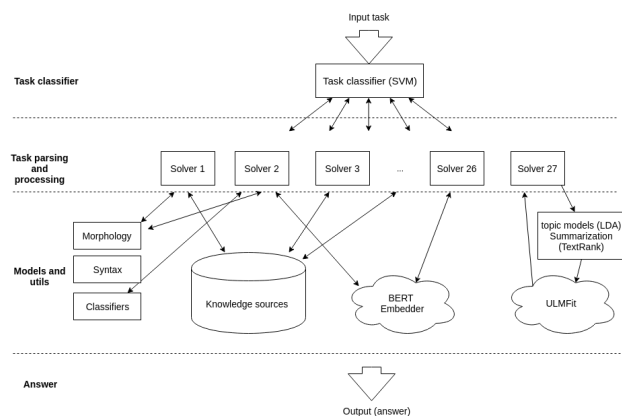 Input task
Task classifier
Task classifier (SVM)
Task parsing
and
processing
Solver 1
Solver 2
Solver 3
...
Solver 26
Solver 27
Models and
utils
Morphology
Syntax
Classifiers
Knowledge sources
BERT
Embedder
topic models (LDA)
Summarization
(TextRank)
ULMFit
Answer
Output (answer)